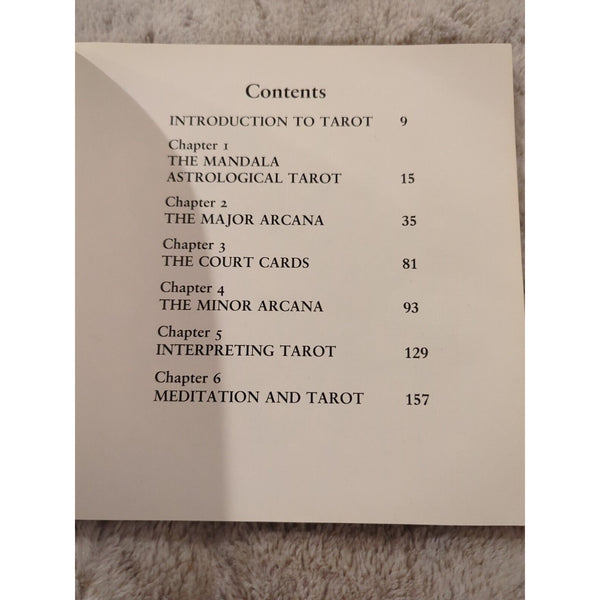 Contents
INTRODUCTION TO TAROT 9
Chapter 1
THE MANDALA
ASTROLOGICAL TAROT 15
Chapter 2
THE MAJOR ARCANA 35
Chapter 3
THE COURT CARDS 81
Chapter 4
THE MINOR ARCANA 93
Chapter 5
INTERPRETING TAROT 129
Chapter 6
MEDITATION AND TAROT 157